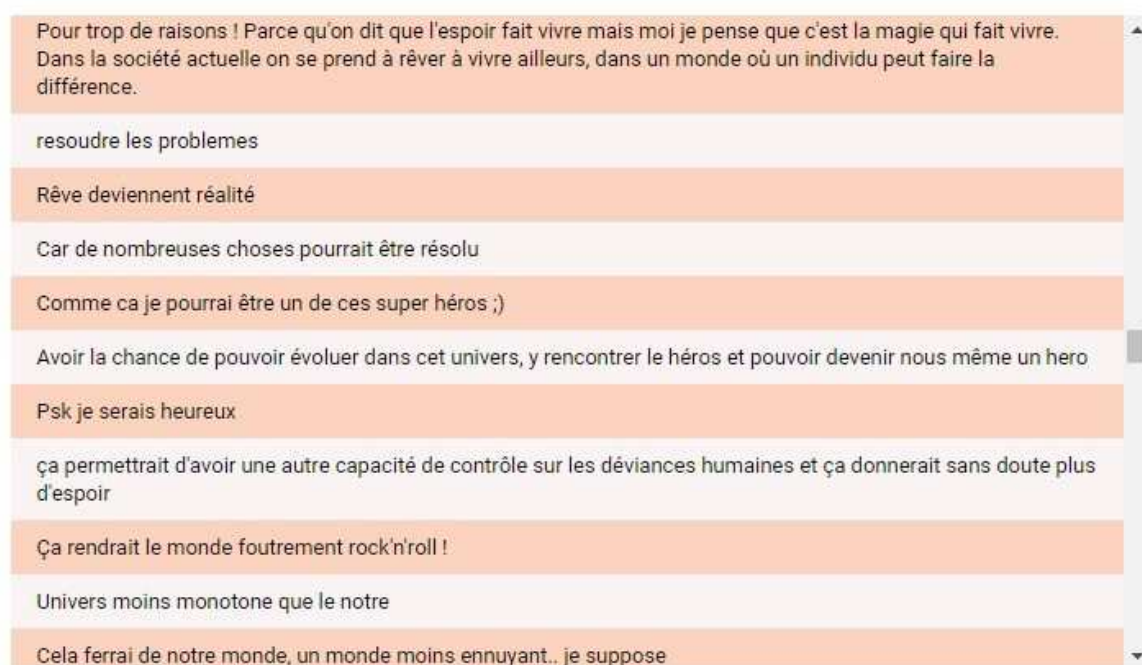 Pour trop de raisons ! Parce qu'on dit que l'espoir fait vivre mais moi je pense que c'est la magie qui fait vivre.
Dans la société actuelle on se prend à rêver à vivre ailleurs, dans un monde où un individu peut faire la
différence.
resoudre les problemes
Rêve deviennent réalité
Car de nombreuses choses pourrait être résolu
Comme ca je pourrai être un de ces super héros ;)
Avoir la chance de pouvoir évoluer dans cet univers, y rencontrer le héros et pouvoir devenir nous même un hero
Psk je serais heureux
ça permettrait d'avoir une autre capacité de contrôle sur les déviances humaines et ça donnerait sans doute plus
d'espoir
Ça rendrait le monde foutrement rock'n'roll !
Univers moins monotone que le notre
Cela ferrai de notre monde, un monde moins ennuyant.. je suppose